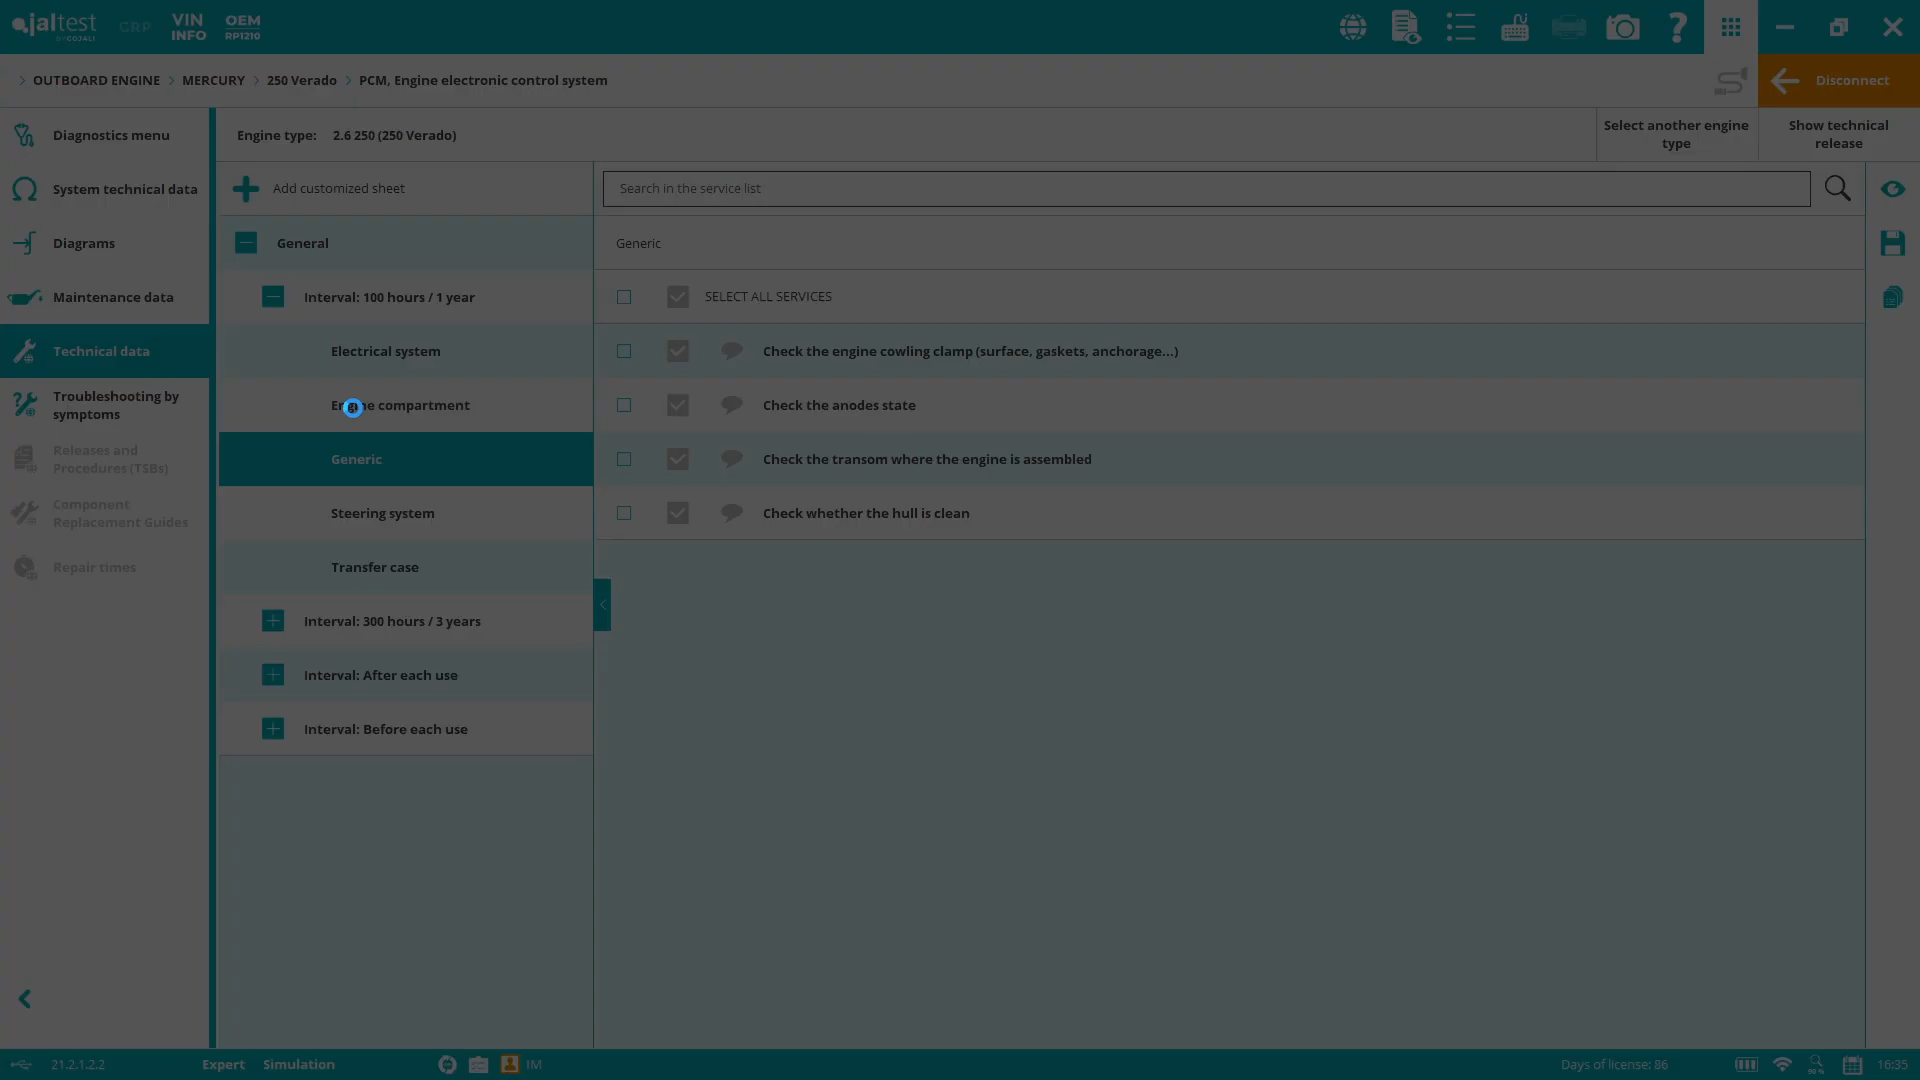 jaltest
BY COJALI
GRP
VIN
INFO
OEM
RP1210
OUTBOARD ENGINE
MERCURY
250 Verado
PCM, Engine electronic control system
Disconnect
Diagnostics menu
System technical data
Diagrams
Maintenance data
Technical data
Troubleshooting by
symptoms
Releases and
Procedures (TSBs)
Component
Replacement Guides
Repair times
Engine type: 2.6 250 (250 Verado)
Select another engine
type
Show technical
release
Add customized sheet
General
Interval: 100 hours / 1 year
Electrical system
Engine compartment
Generic
Steering system
Transfer case
Interval: 300 hours / 3 years
Interval: After each use
Interval: Before each use
Search in the service list
Generic
SELECT ALL SERVICES
Check the engine cowling clamp (surface, gaskets, anchorage...)
Check the anodes state
Check the transom where the engine is assembled
Check whether the hull is clean
21.2.1.2.2
Expert
Simulation
IM
Days of license: 86
90 %
16:35